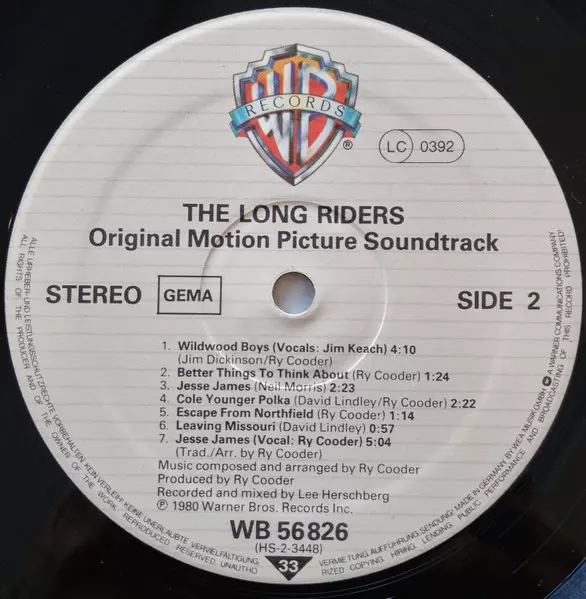 WB
RECORDS
®
LC 0392
THE LONG RIDERS
Original Motion Picture Soundtrack
STEREO GEMA SIDE 2
1. Wildwood Boys (Vocals: Jim Keach) 4:10
(Jim Dickinson/Ry Cooder)
2. Better Things To Think About (Ry Cooder) 1:24
3. Jesse James (Neil Morris) 2:23
4. Cole Younger Polka (David Lindley/Ry Cooder) 2:22
5. Escape From Northfield (Ry Cooder) 1:14
6. Leaving Missouri (David Lindley) 0:57
7. Jesse James (Vocal: Ry Cooder) 5:04
(Trad./Arr. by Ry Cooder)
Music composed and arranged by Ry Cooder
Produced by Ry Cooder
Recorded and mixed by Lee Herschberg
℗ 1980 Warner Bros. Records Inc.
WB 56 826
(HS-2-3448)
33
ALLE URHEBER- UND LEISTUNGSSCHUTZRECHTE VORBEHALTEN. KEIN VERLEIH! KEINE UNERLAUBTE VERVIELFÄLTIGUNG, VERMIETUNG, AUFFÜHRUNG, SENDUNG! MADE IN GERMANY BY WEA MUSIK GMBH. A WARNER COMMUNICATIONS COMPANY
ALL RIGHTS OF THE PRODUCER AND OF THE OWNER OF THE WORK REPRODUCED RESERVED. UNAUTHORIZED COPYING, HIRING, LENDING, PUBLIC PERFORMANCE AND BROADCASTING OF THIS RECORD PROHIBITED!